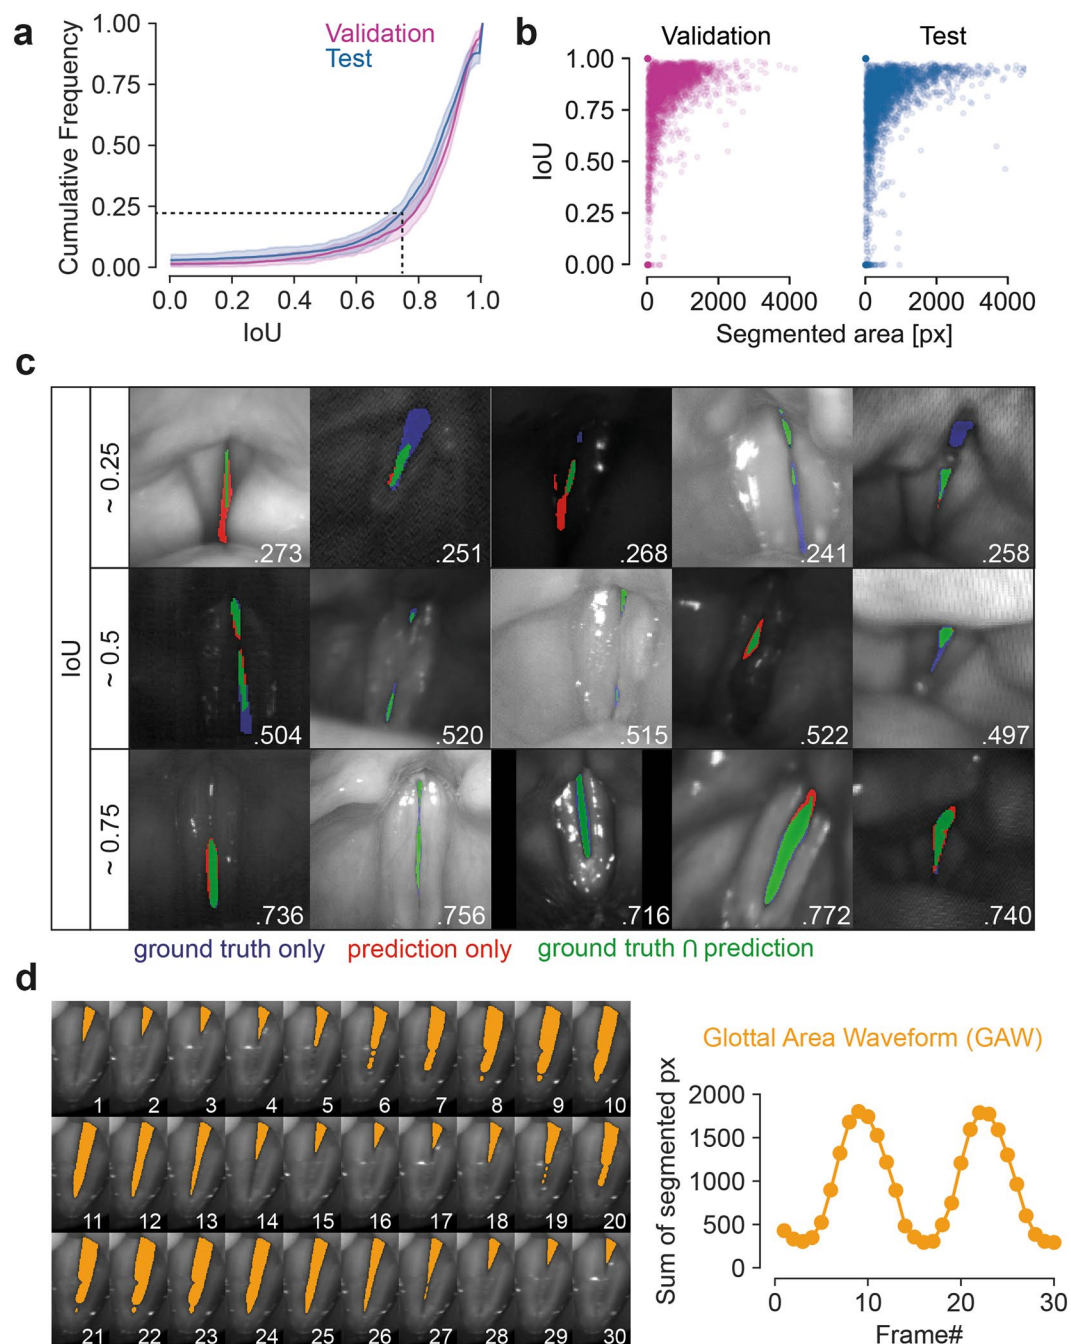 a
1.00
0.75
0.50
0.25
0.00
Cumulative Frequency
Validation
Test
0.0 0.2 0.4 0.6 0.8 1.0
IoU
b
Validation Test
1.00
0.75
0.50
0.25
0.00
IoU
0 2000 4000 0 2000 4000
Segmented area [px]
c
IoU
~ 0.25
.273 .251 .268 .241 .258
~ 0.5
.504 .520 .515 .522 .497
~ 0.75
.736 .756 .716 .772 .740
ground truth only prediction only ground truth ∩ prediction
d
1 2 3 4 5 6 7 8 9 10
11 12 13 14 15 16 17 18 19 20
21 22 23 24 25 26 27 28 29 30
Glottal Area Waveform (GAW)
Sum of segmented px
2000
1500
1000
500
0
0 10 20 30
Frame#